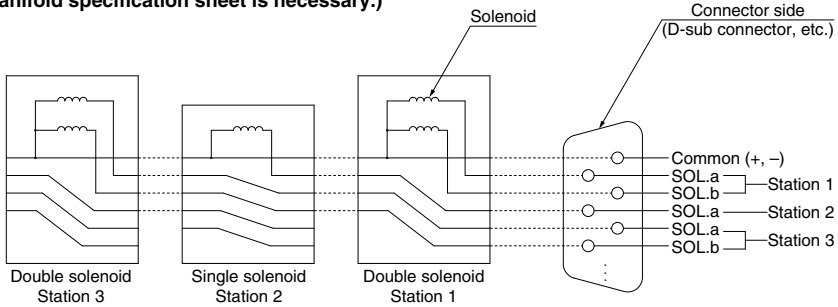 anifold specification sheet is necessary.)
Solenoid
Connector side
(D-sub connector, etc.)
Common (+, –)
SOL.a
SOL.b
Station 1
SOL.a
Station 2
SOL.a
SOL.b
Station 3
Double solenoid
Station 3
Single solenoid
Station 2
Double solenoid
Station 1